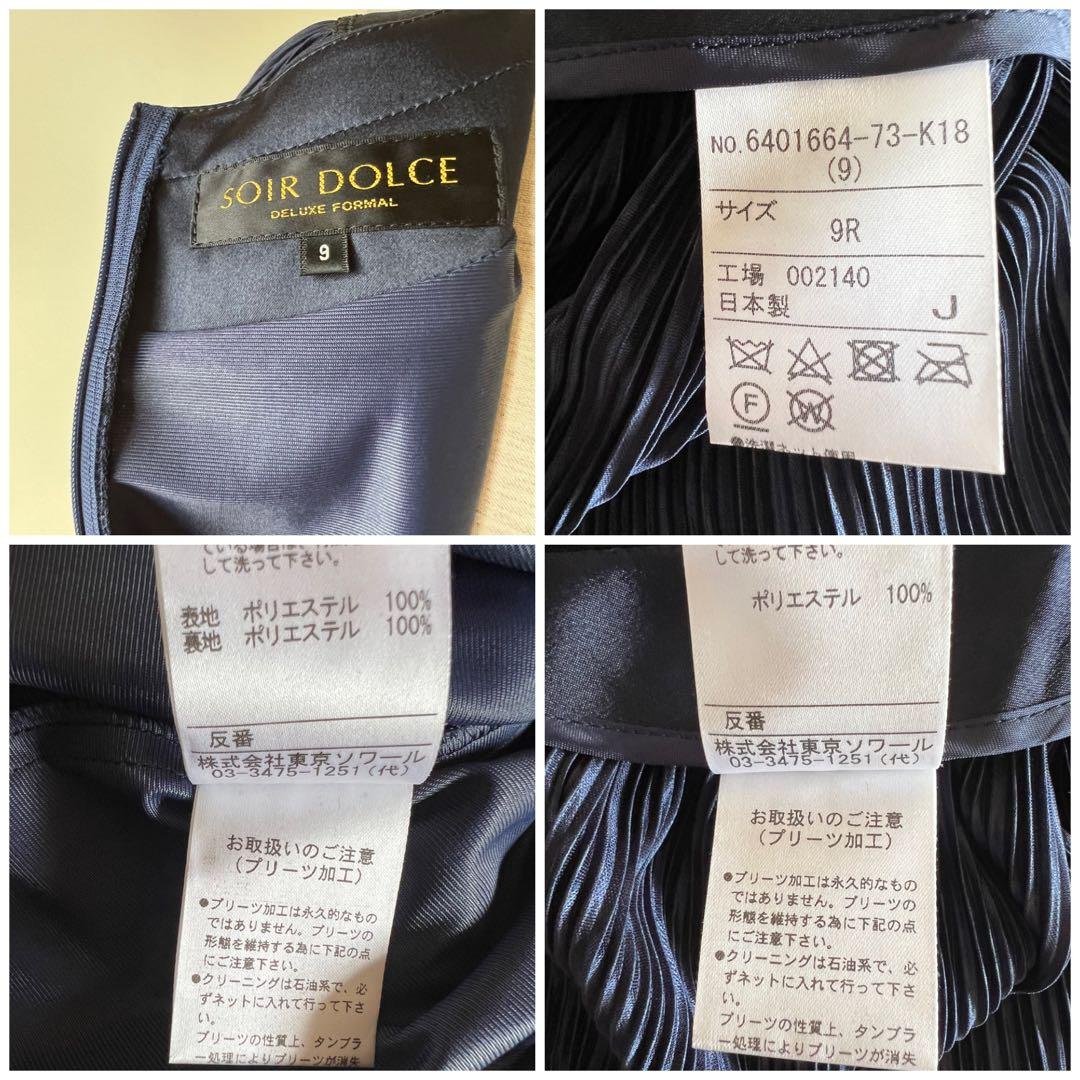 SOIR DOLCE
DELUXE FORMAL
9
NO.6401664-73-K18
(9)
サイズ
9R
工場 002140
日本製 J
F
W
して洗って下さい。
表地 ポリエステル 100%
裏地 ポリエステル 100%
反番
株式会社東京ソワール
03-3475-1251(代)
お取扱いのご注意
(プリーツ加工)
●プリーツ加工は永久的なもの
ではありません。プリーツの
形態を維持する為に下記の点
にご注意下さい。
●クリーニングは石油系で、必
ずネットに入れて行って下さ
い。
プリーツの性質上、タンブラ
ー処理によりプリーツが消失
して洗って下さい。
ポリエステル 100%
反番
株式会社東京ソワール
03-3475-1251(代)
お取扱いのご注意
(プリーツ加工)
●プリーツ加工は永久的なもの
ではありません。プリーツの
形態を維持する為に下記の点
にご注意下さい。
●クリーニングは石油系で、必
ずネットに入れて行って下さ
い。
プリーツの性質上、タンブラ
ー処理によりプリーツが消失